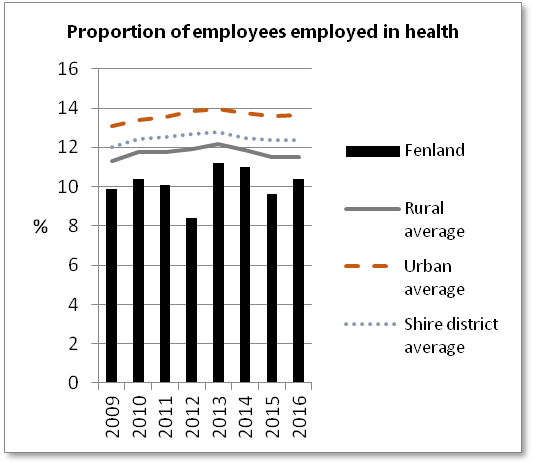 Proportion of employees employed in health
16
14
12
10
8
6
4
2
0
%
2009
2010
2011
2012
2013
2014
2015
2016
Fenland
Rural
average
Urban
average
Shire district
average